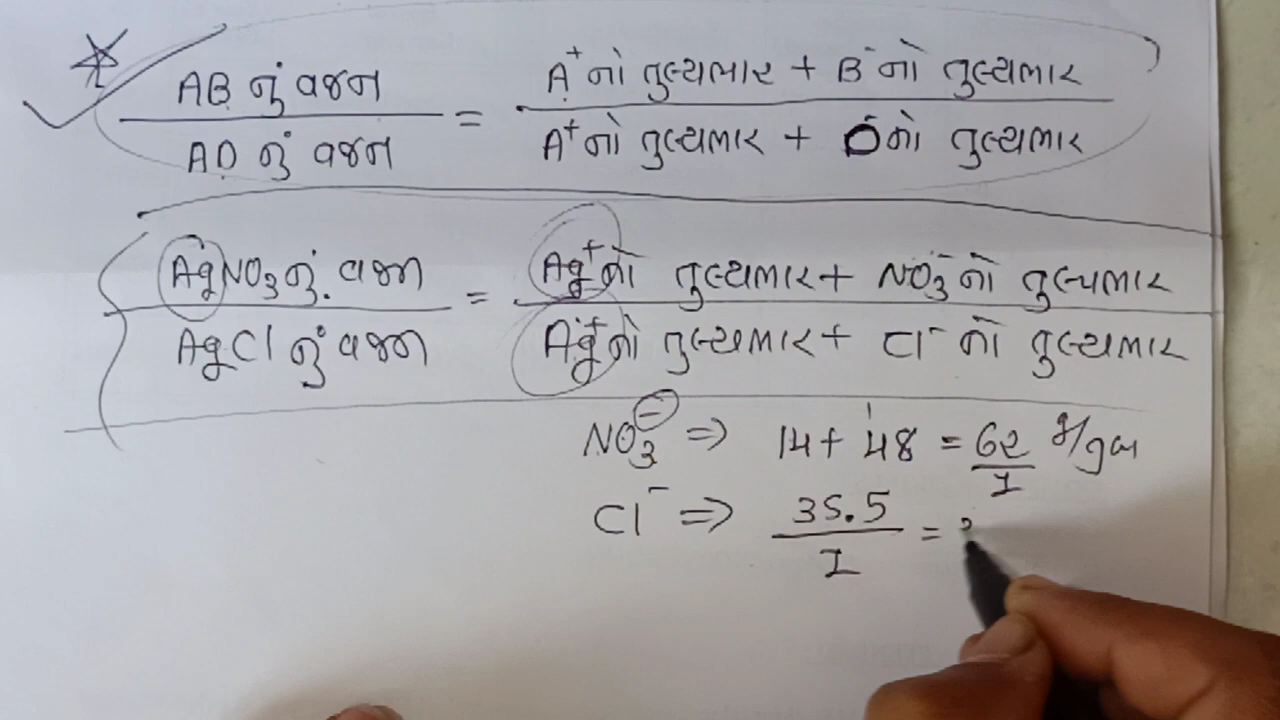 AB નું વજન
AD નું વજન
=
A⁺ નો તુલ્યભાર + B⁻ નો તુલ્યભાર
A⁺ નો તુલ્યભાર + D⁻ નો તુલ્યભાર
AgNO₃ નું વજન
AgCl નું વજન
=
Ag⁺ નો તુલ્યભાર + NO₃⁻ નો તુલ્યભાર
Ag⁺ નો તુલ્યભાર + Cl⁻ નો તુલ્યભાર
NO₃⁻ ⇒ 14 + 48 = 62/1
Cl⁻ ⇒ 35.5/1 =